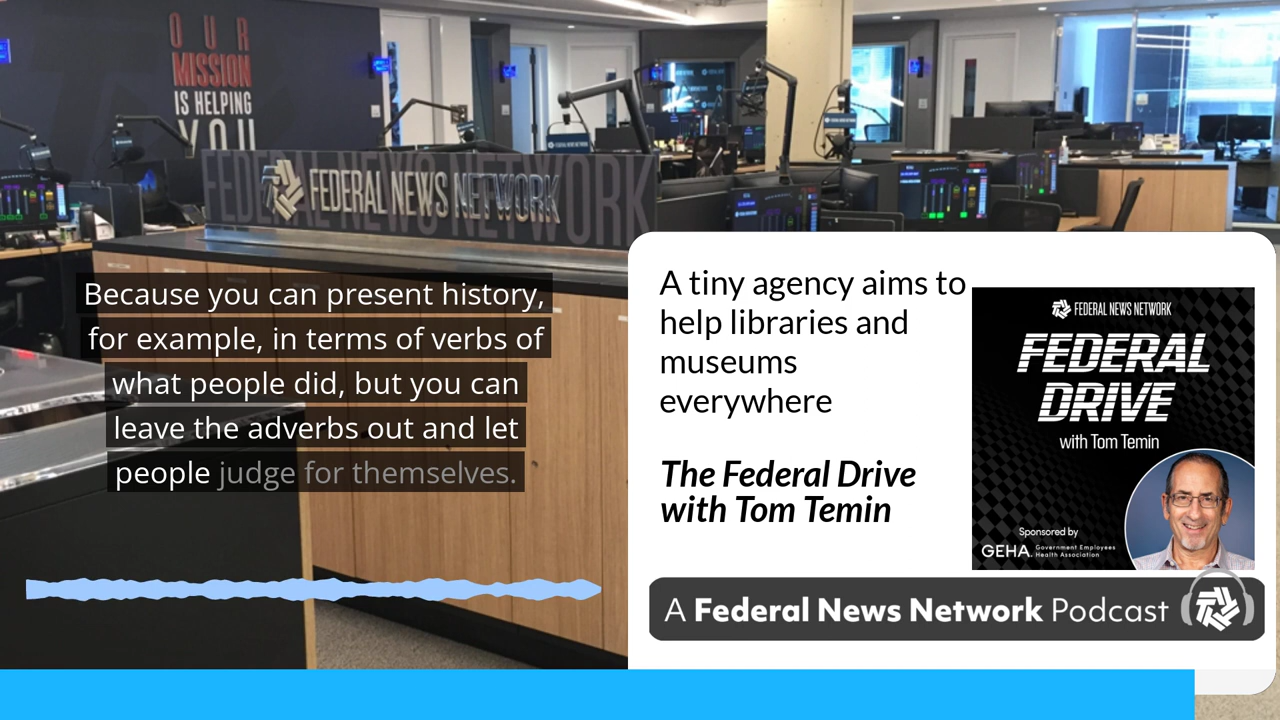 OUR
MISSION
IS HELPING
YOU
FEDERAL NEWS NETWORK
FEDERAL NEWS NETWORK
Because you can present history,
for example, in terms of verbs of
what people did, but you can
leave the adverbs out and let
people judge for themselves.
A tiny agency aims to
help libraries and
museums
everywhere
The Federal Drive
with Tom Temin
FEDERAL NEWS NETWORK
FEDERAL
DRIVE
with Tom Temin
Sponsored by
GEHA. Government Employees
Health Association
A Federal News Network Podcast